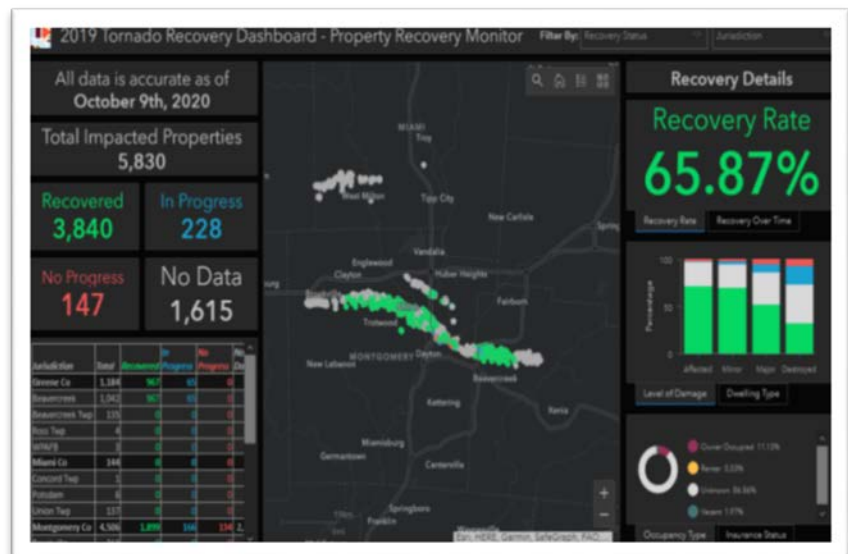 2019 Tornado Recovery Dashboard - Property Recovery Monitor
Filter By:
Recovery Status
Jurisdiction
All data is accurate as of
October 9th, 2020
Total Impacted Properties
5,830
Recovered
3,840
In Progress
228
No Progress
147
No Data
1,615
Jurisdiction Total Recovered In Progress No Progress
Greene Co 1,184 967 65 0
Beavercreek 1,042 967 65 0
Beavercreek Twp 135 0 0 0
Ross Twp 4 0 0 0
WPAFB 3 0 0 0
Miami Co 144 0 0 0
Concord Twp 1 0 0 0
Potsdam 6 0 0 0
Union Twp 137 0 0 0
Montgomery Co 4,506 1,899 166 134 2,
MIAMI
Troy
West Milton
Tipp City
New Carlisle
Spring
Vandalia
Englewood
Clayton
Huber Heights
Fairborn
Trotwood
MONTGOMERY
Dayton
New Lebanon
Beavercreek
Kettering
Xenia
Miamisburg
Germantown
Centerville
Springboro
Franklin
Esri, HERE, Garmin, SafeGraph, FAO,
Recovery Details
Recovery Rate
65.87%
Recovery Rate
Recovery Over Time
Percentage
100
50
0
Affected Minor Major Destroyed
Level of Damage
Dwelling Type
Owner Occupied
Renter
Unknown
Vacant 1.97%
Occupancy Type
Insurance Status